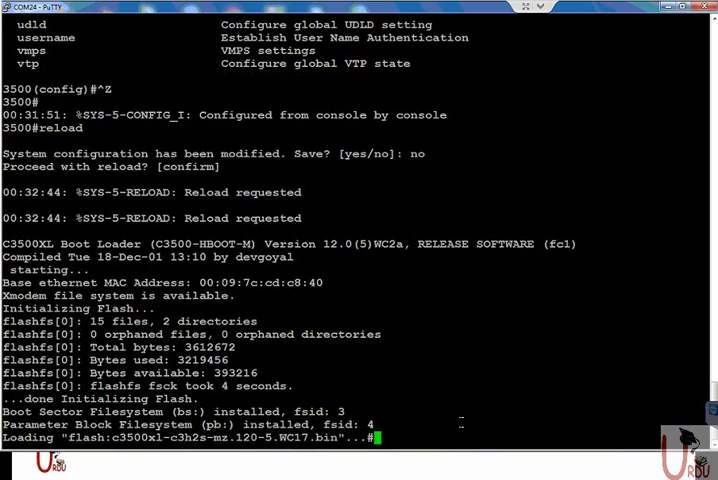 COM24 - PuTTY
udld                    Configure global UDLD setting
username                Establish User Name Authentication
vmps                    VMPS settings
vtp                     Configure global VTP state
3500(config)#^Z
3500#
00:31:51: %SYS-5-CONFIG_I: Configured from console by console
3500#reload
System configuration has been modified. Save? [yes/no]: no
Proceed with reload? [confirm]
00:32:44: %SYS-5-RELOAD: Reload requested
00:32:44: %SYS-5-RELOAD: Reload requested
C3500XL Boot Loader (C3500-HBOOT-M) Version 12.0(5)WC2a, RELEASE SOFTWARE (fc1)
Compiled Tue 18-Dec-01 13:10 by devgoyal
starting...
Base ethernet MAC Address: 00:09:7c:cd:c8:40
Xmodem file system is available.
Initializing Flash...
flashfs[0]: 15 files, 2 directories
flashfs[0]: 0 orphaned files, 0 orphaned directories
flashfs[0]: Total bytes: 3612672
flashfs[0]: Bytes used: 3219456
flashfs[0]: Bytes available: 393216
flashfs[0]: flashfs fsck took 4 seconds.
...done Initializing Flash.
Boot Sector Filesystem (bs:) installed, fsid: 3
Parameter Block Filesystem (pb:) installed, fsid: 4
Loading "flash:c3500xl-c3h2s-mz.120-5.WC17.bin"...#
URDU
URDU